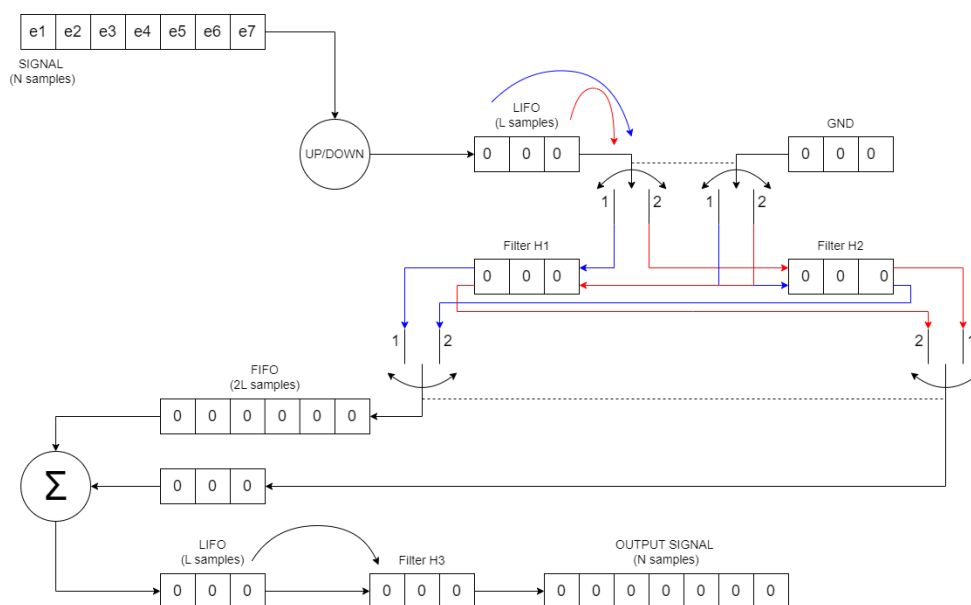 e1 e2 e3 e4 e5 e6 e7
SIGNAL
(N samples)
UP/DOWN
LIFO
(L samples)
0 0 0
GND
0 0 0
1 2 1 2
Filter H1
0 0 0
Filter H2
0 0 0
1 2 2 1
FIFO
(2L samples)
0 0 0 0 0 0
Σ
0 0 0
LIFO
(L samples)
0 0 0
Filter H3
0 0 0
OUTPUT SIGNAL
(N samples)
0 0 0 0 0 0 0